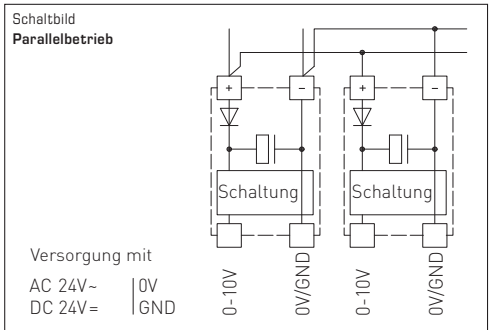 Schaltbild
Parallelbetrieb
+ − + −
Schaltung Schaltung
Versorgung mit
AC 24V~ 0V
DC 24V= GND
0-10V 0V/GND 0-10V 0V/GND